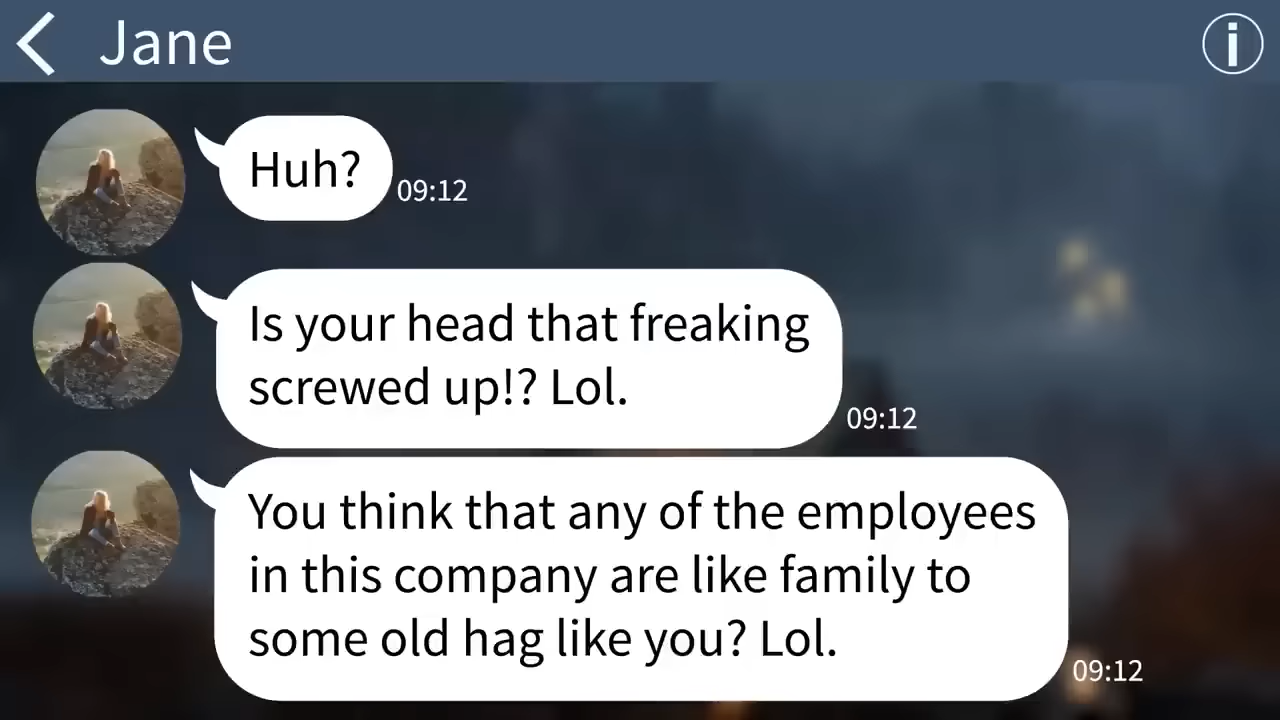 Jane
Huh?
09:12
Is your head that freaking
screwed up!? Lol.
09:12
You think that any of the employees
in this company are like family to
some old hag like you? Lol.
09:12